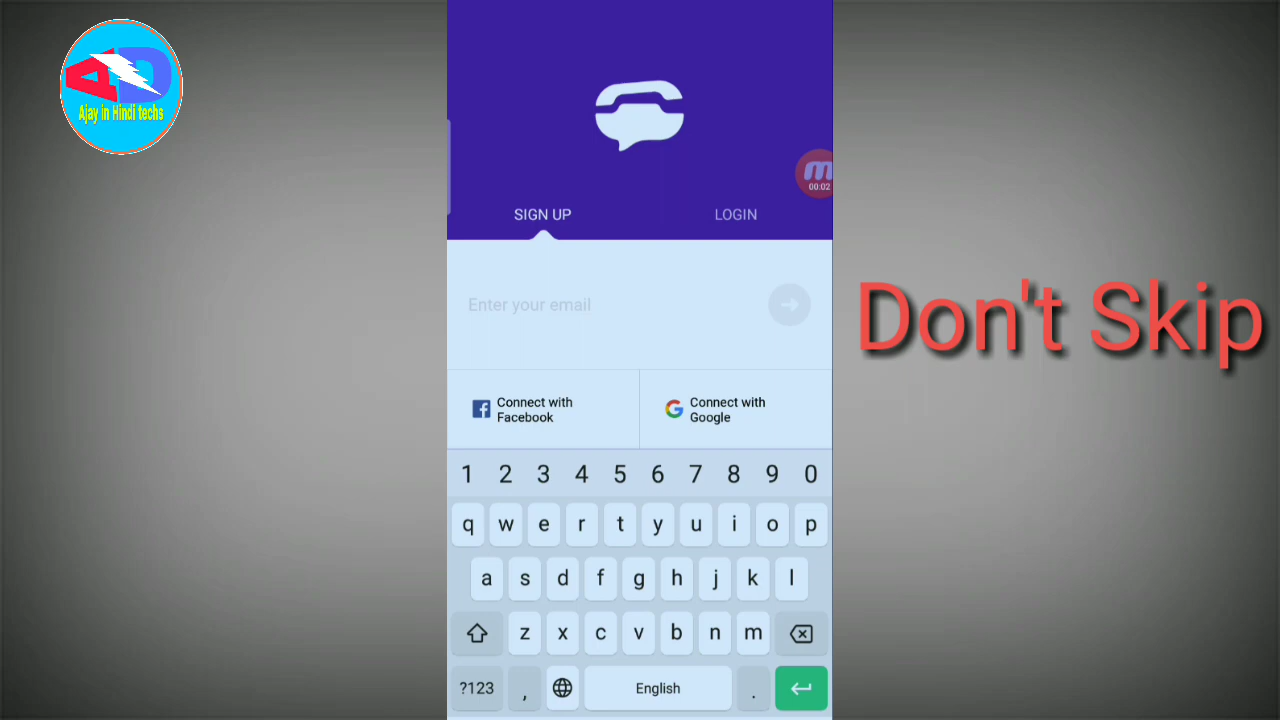 AD
Ajay in Hindi techs
m
00:02
SIGN UP
LOGIN
Enter your email
Don't Skip
Connect with
Facebook
Connect with
Google
1 2 3 4 5 6 7 8 9 0
q w e r t y u i o p
a s d f g h j k l
z x c v b n m
?123 , English .